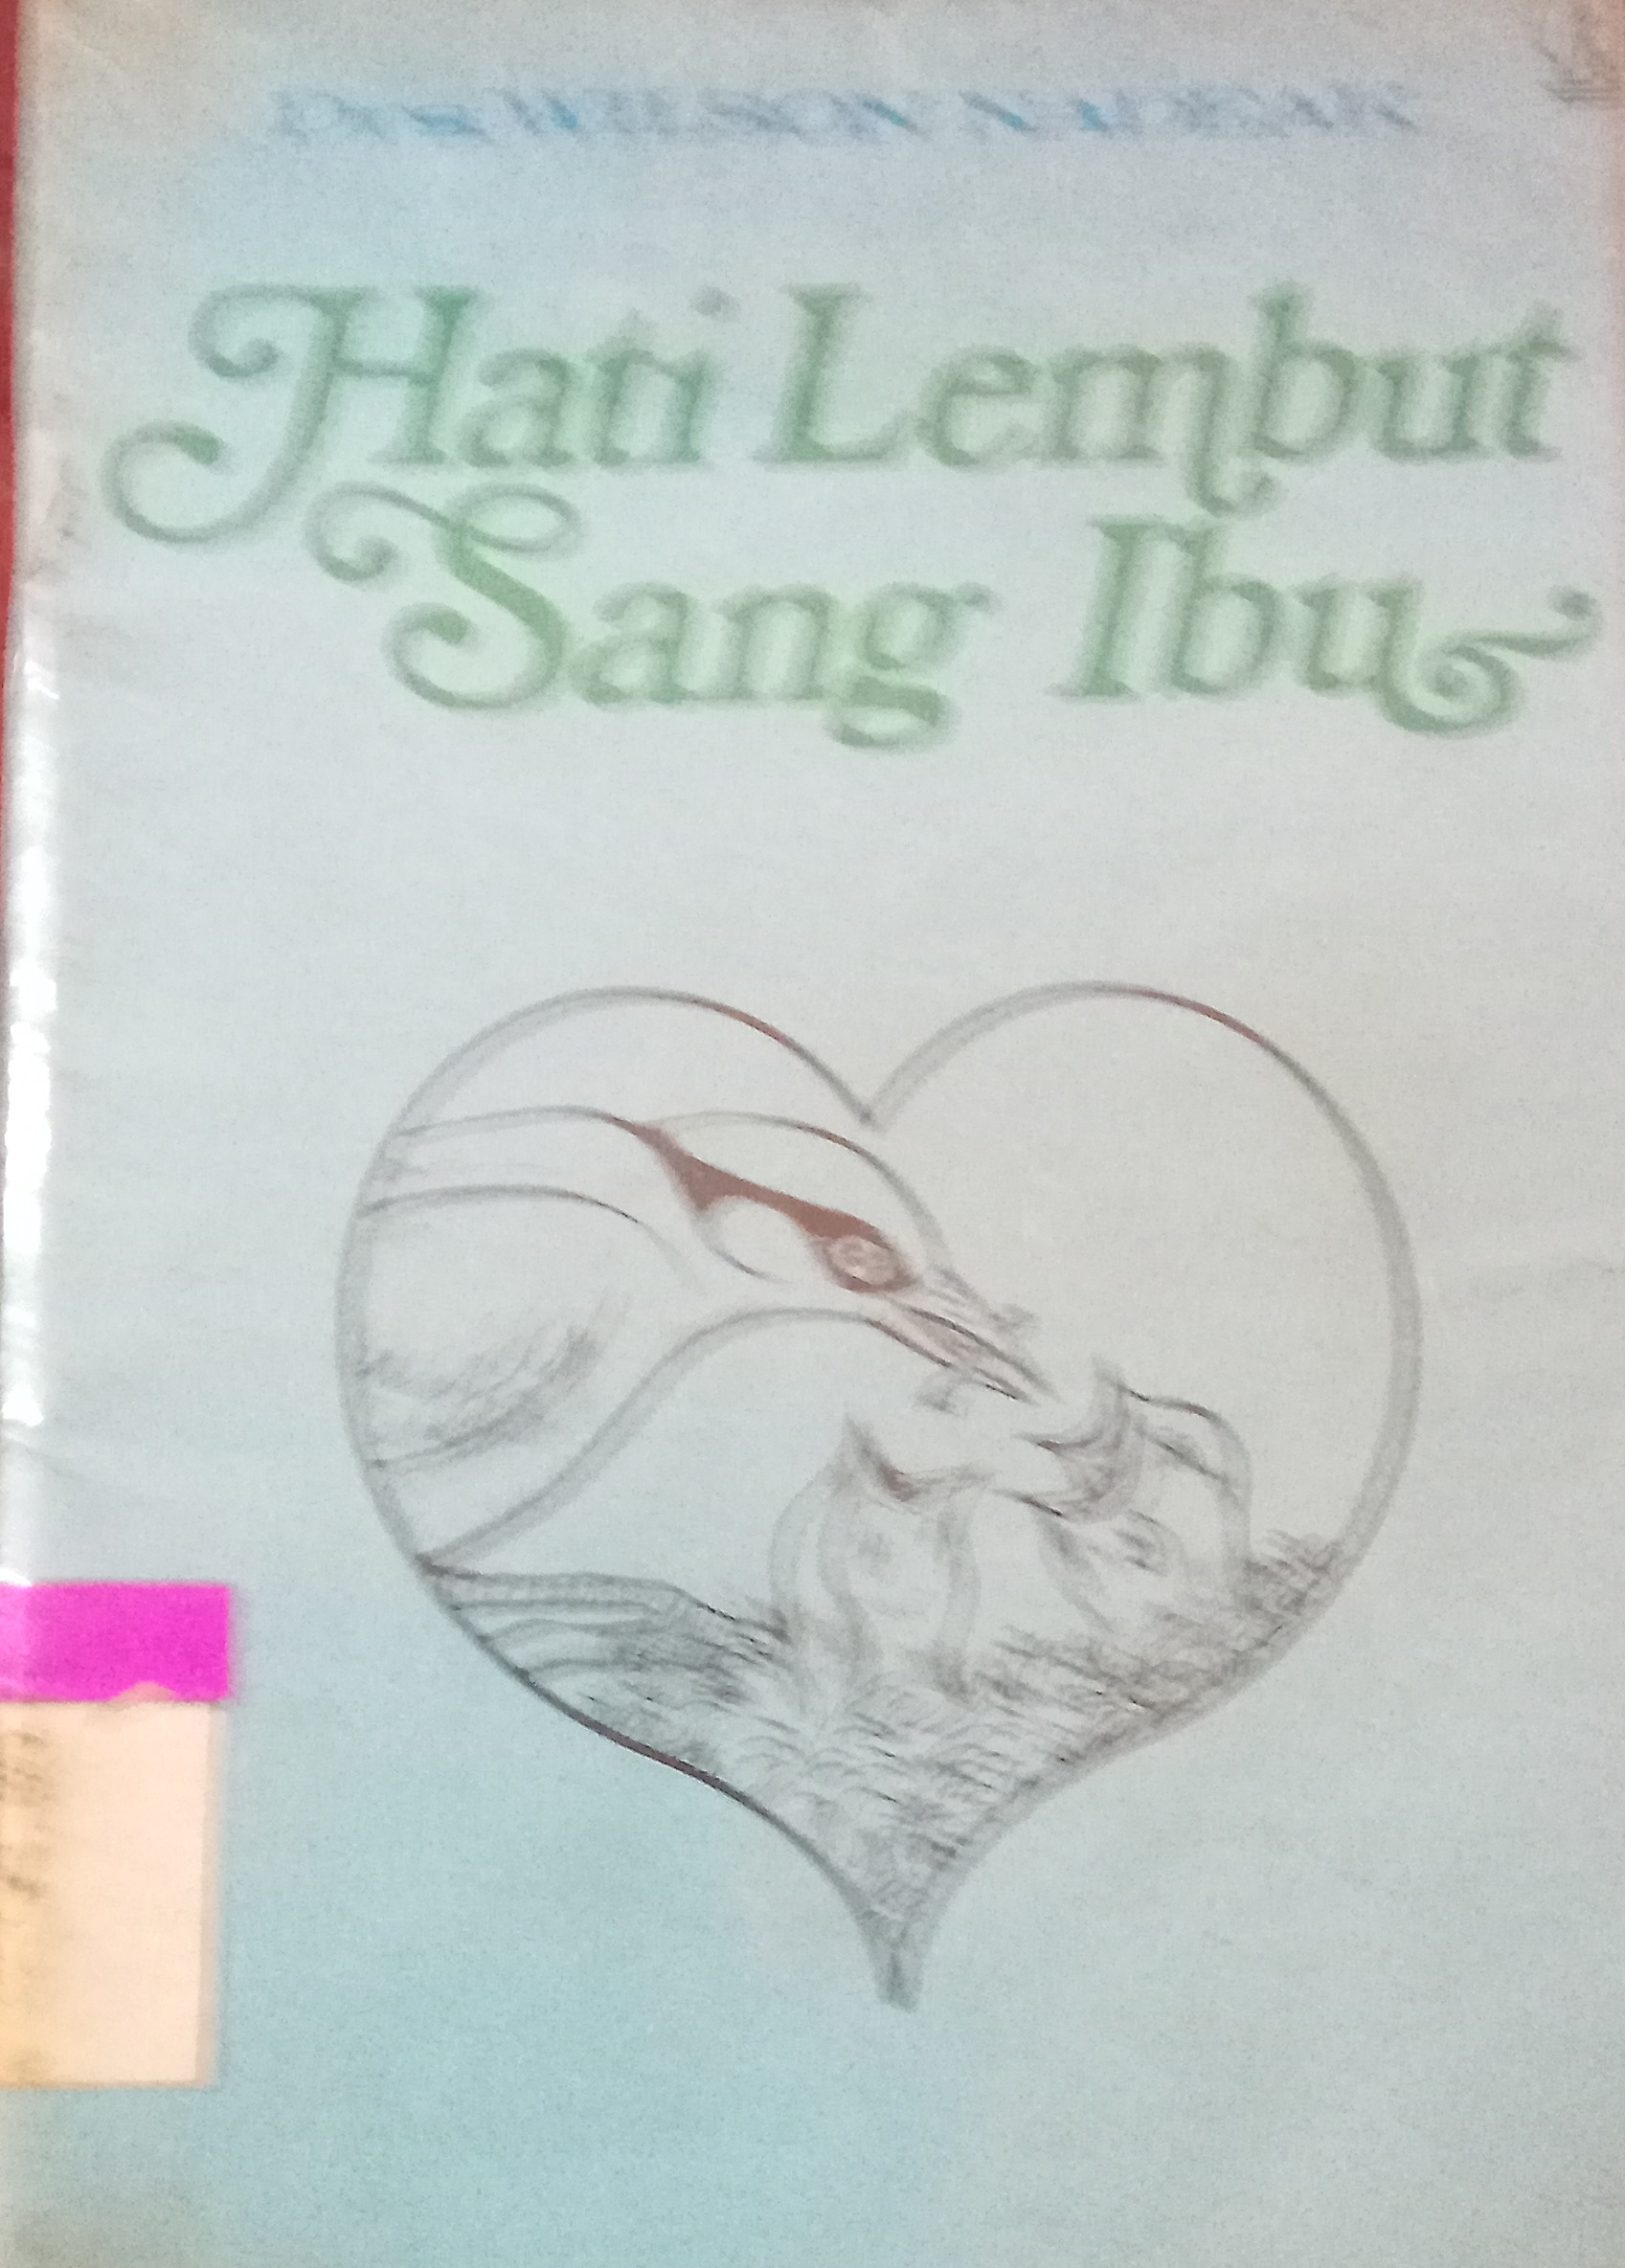 Drs WILSON NADEAK
Hati Lembut
Sang Ibu